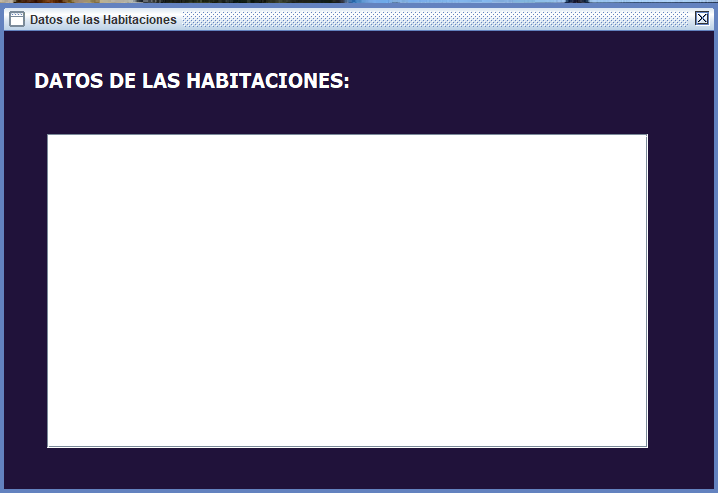 Datos de las Habitaciones
DATOS DE LAS HABITACIONES: